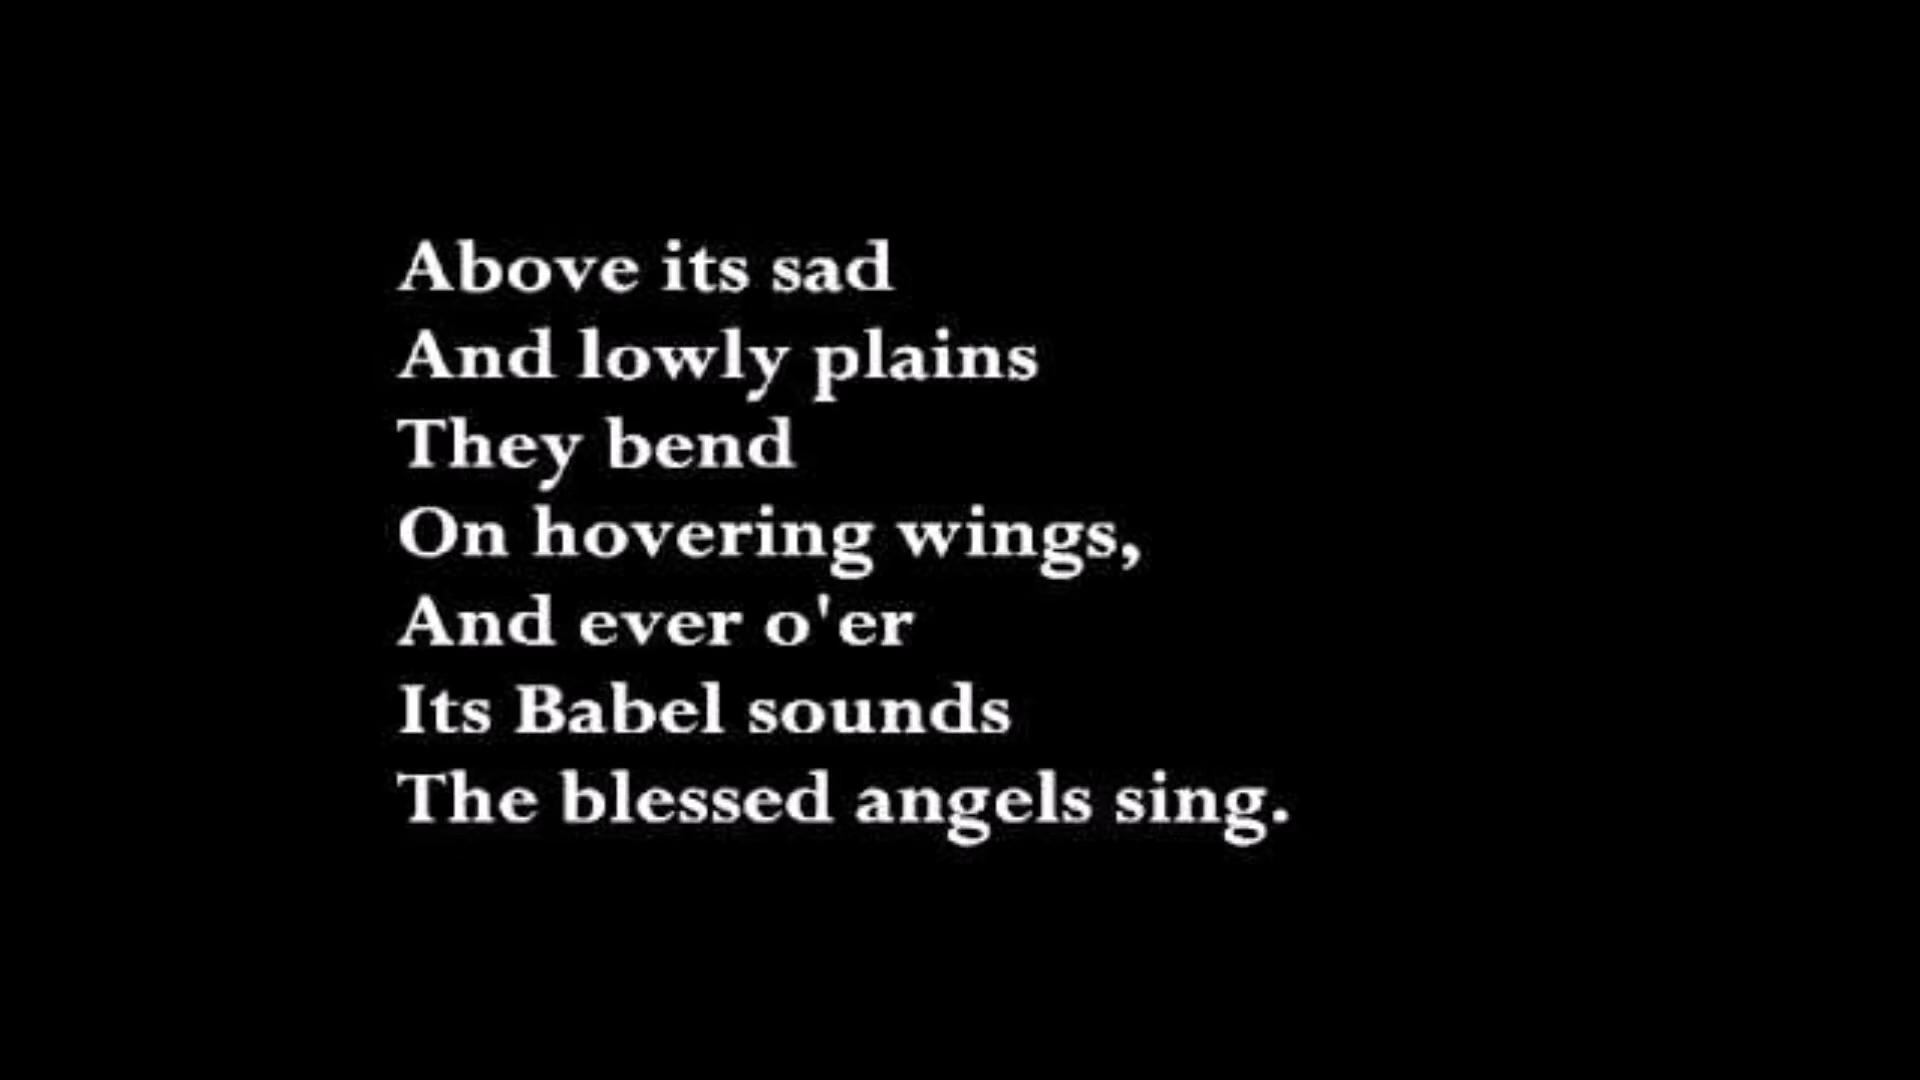 Above its sad
And lowly plains
They bend
On hovering wings,
And ever o'er
Its Babel sounds
The blessed angels sing.